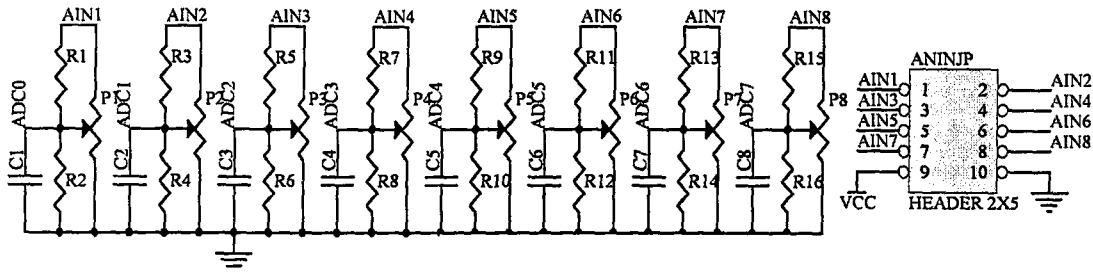 AIN1 AIN2 AIN3 AIN4 AIN5 AIN6 AIN7 AIN8
R1 R3 R5 R7 R9 R11 R13 R15
ADC0 ADC1 ADC2 ADC3 ADC4 ADC5 ADC6 ADC7
P1 P2 P3 P4 P5 P6 P7 P8
C1 C2 C3 C4 C5 C6 C7 C8
R2 R4 R6 R8 R10 R12 R14 R16
ANINJP
AIN1 1 2 AIN2
AIN3 3 4 AIN4
AIN5 5 6 AIN6
AIN7 7 8 AIN8
9 10
VCC HEADER 2X5